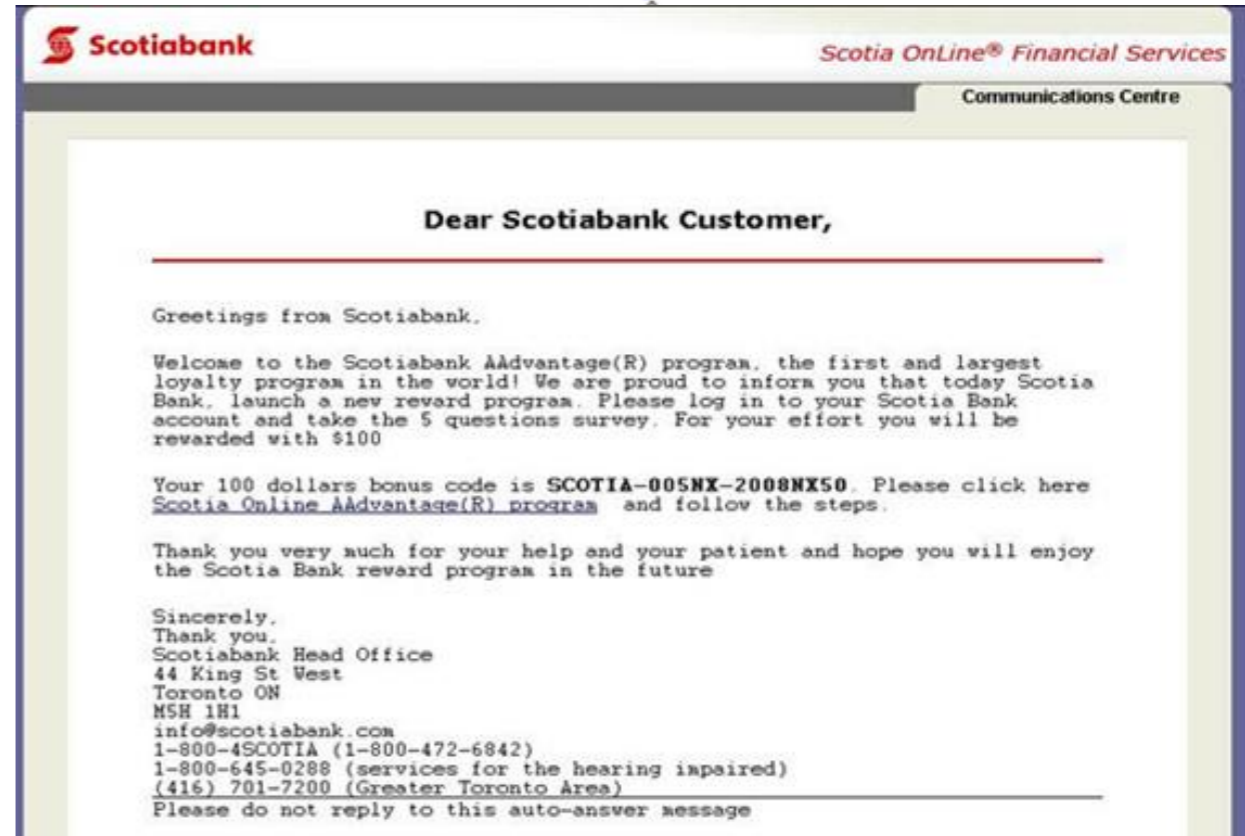 Scotiabank
Scotia OnLine® Financial Services
Communications Centre
Dear Scotiabank Customer,
Greetings from Scotiabank,
Welcome to the Scotiabank AAdvantage(R) program, the first and largest
loyalty program in the world! We are proud to inform you that today Scotia
Bank, launch a new reward program. Please log in to your Scotia Bank
account and take the 5 questions survey. For your effort you will be
rewarded with $100
Your 100 dollars bonus code is SCOTIA-005NX-2008NX50. Please click here
Scotia Online AAdvantage(R) program and follow the steps.
Thank you very much for your help and your patient and hope you will enjoy
the Scotia Bank reward program in the future
Sincerely,
Thank you,
Scotiabank Head Office
44 King St West
Toronto ON
M5H 1H1
info@scotiabank.com
1-800-4SCOTIA (1-800-472-6842)
1-800-645-0288 (services for the hearing impaired)
(416) 701-7200 (Greater Toronto Area)
Please do not reply to this auto-answer message